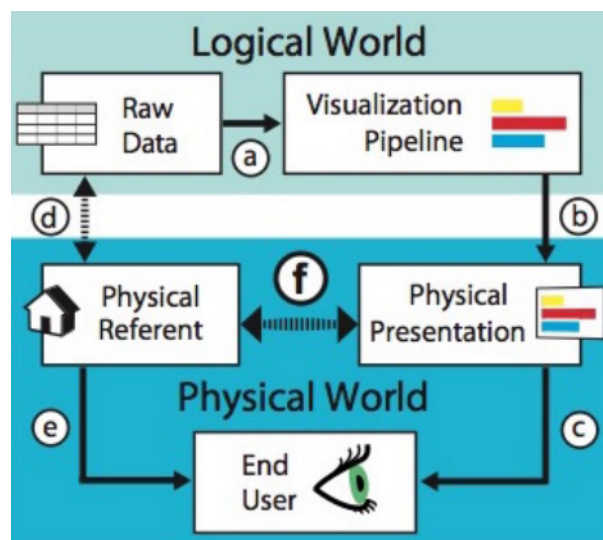 Logical World
Raw
Data
a
Visualization
Pipeline
d
b
f
Physical
Referent
Physical
Presentation
Physical World
e
c
End
User